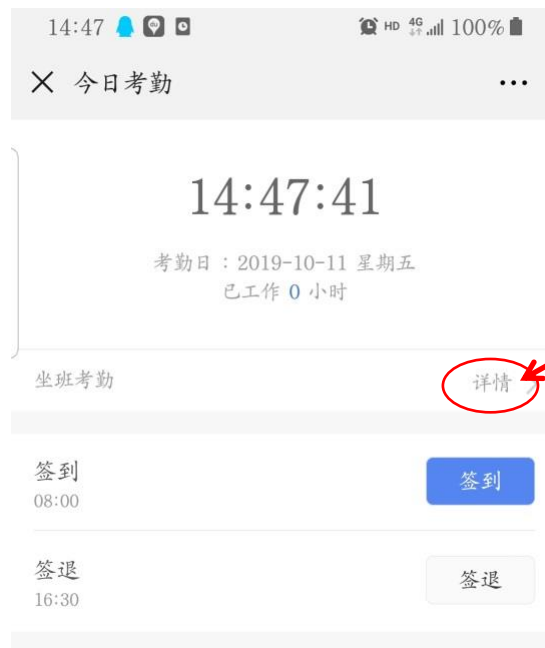 14:47 HD 4G 100%
今日考勤
14:47:41
考勤日：2019-10-11 星期五
已工作 0 小时
坐班考勤 详情
签到 签到
08:00
签退 签退
16:30